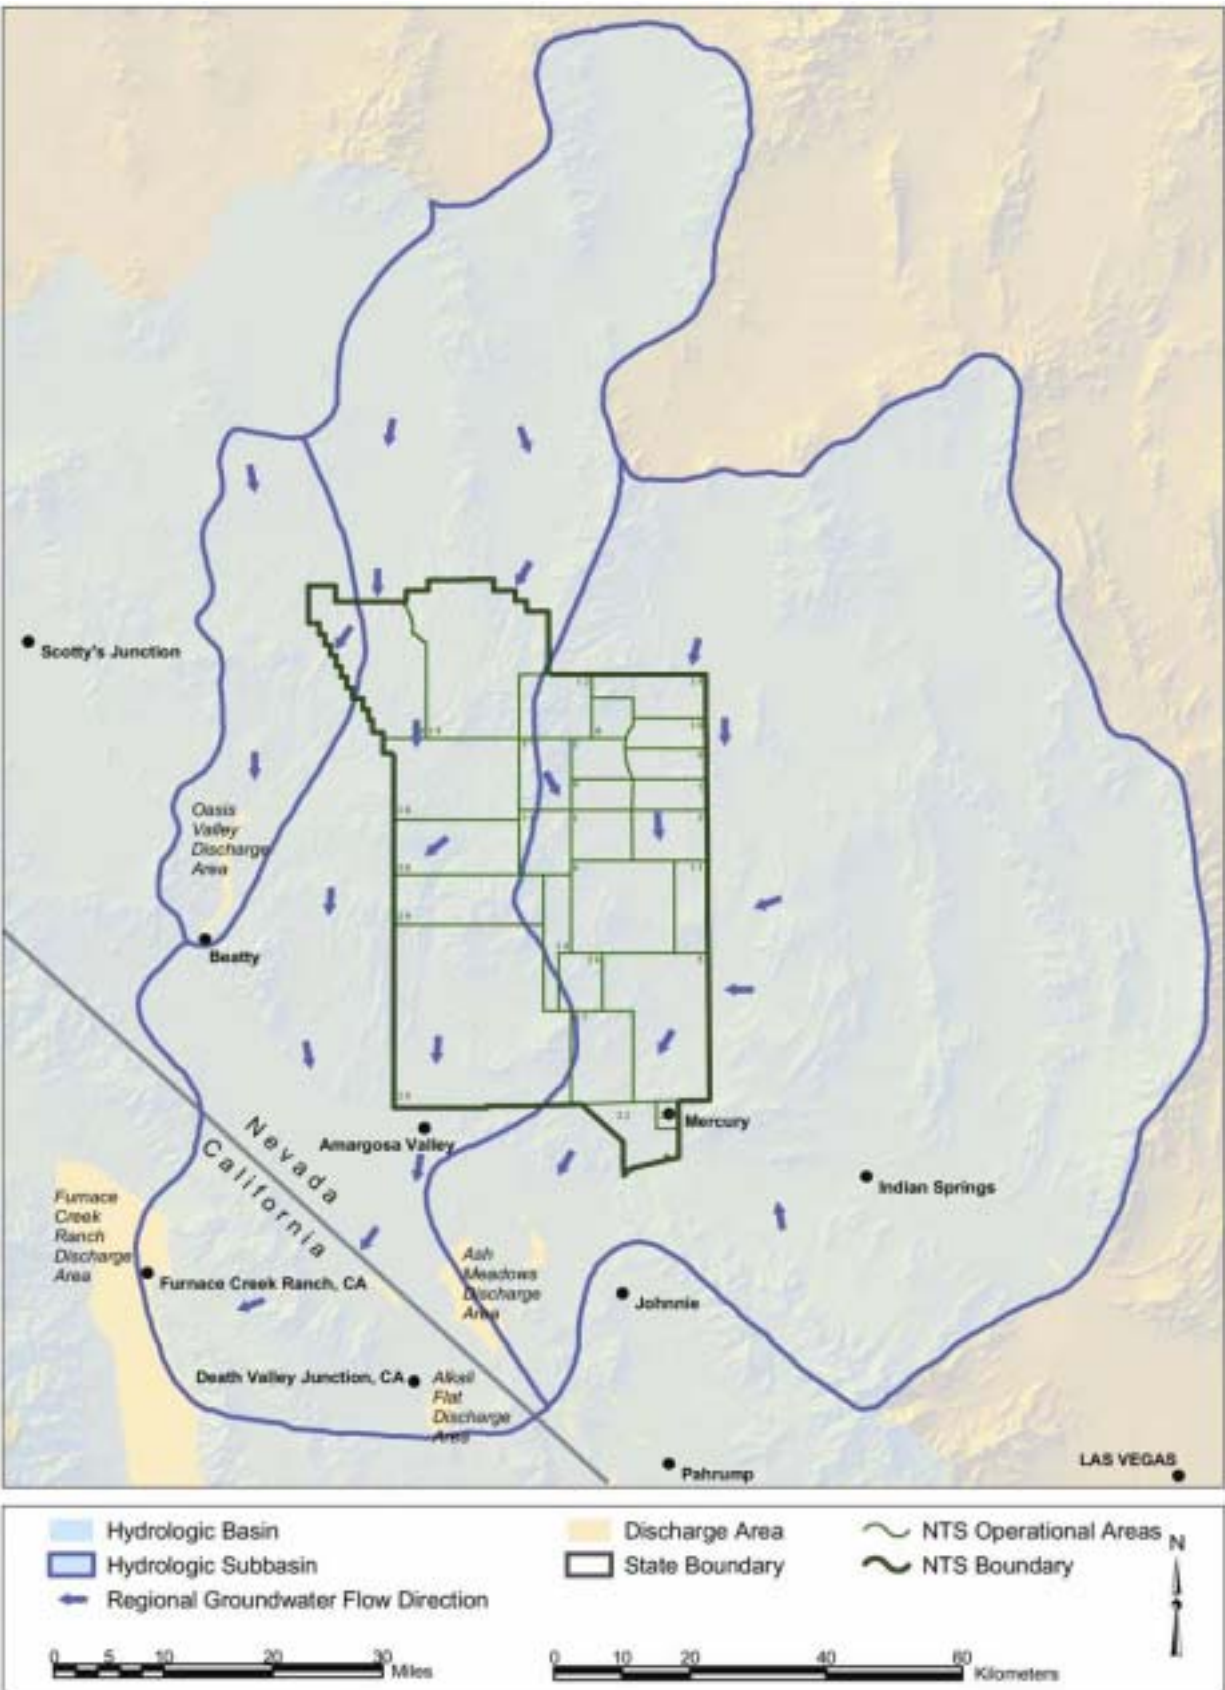 Scotty's Junction
Oasis
Valley
Discharge
Area
Beatty
Nevada
California
Amargosa Valley
Mercury
Indian Springs
Furnace
Creek
Ranch
Discharge
Area
Furnace Creek Ranch, CA
Ash
Meadows
Discharge
Area
Johnnie
Death Valley Junction, CA
Alkali
Flat
Discharge
Area
Pahrump
LAS VEGAS
Hydrologic Basin
Hydrologic Subbasin
Regional Groundwater Flow Direction
Discharge Area
State Boundary
NTS Operational Areas
NTS Boundary
N
0 5 10 20 30
Miles
0 10 20 40 60
Kilometers